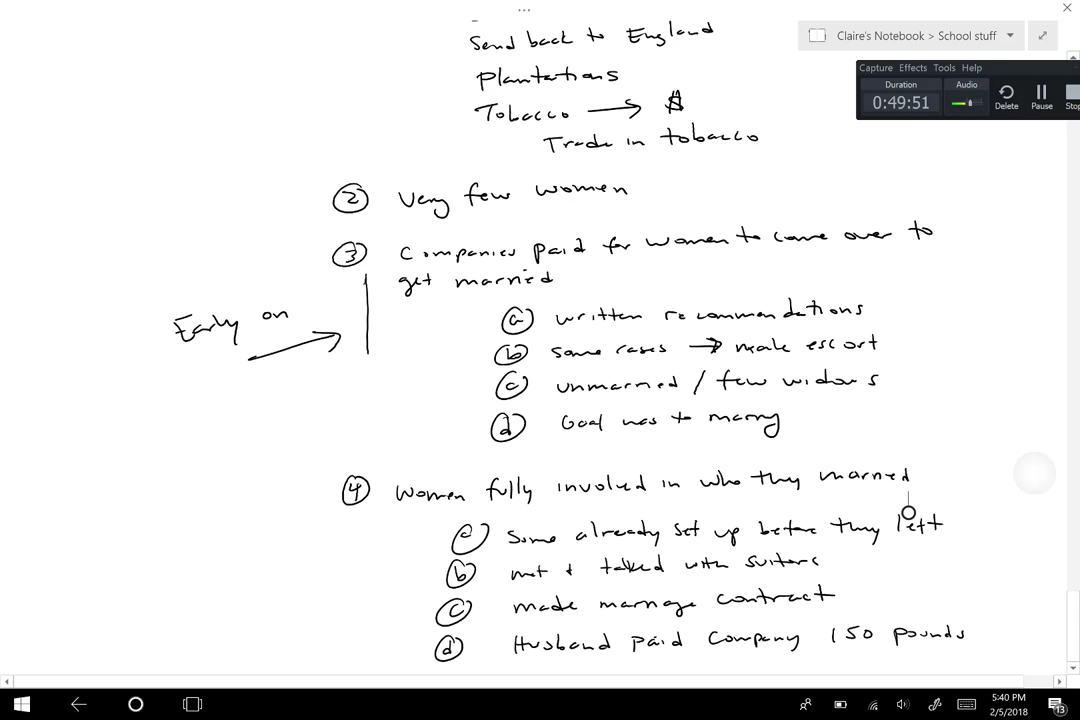 ...
Send back to England
Claire's Notebook > School stuff
Plantations
Capture Effects Tools Help
Duration
Audio
0:49:51
Delete
Pause
Stop
Tobacco → $
Trade in tobacco
② Very few women
③ Companies paid for women to come over to
get married
Early on
ⓐ written recommendations
ⓑ some cases → male escort
ⓒ unmarried / few widows
ⓓ Goal was to marry
④ Women fully involved in who they married
ⓐ Some already set up before they left
ⓑ met + talked with suitors
ⓒ made marriage contract
ⓓ Husband paid company 150 pounds
5:40 PM
2/5/2018
13